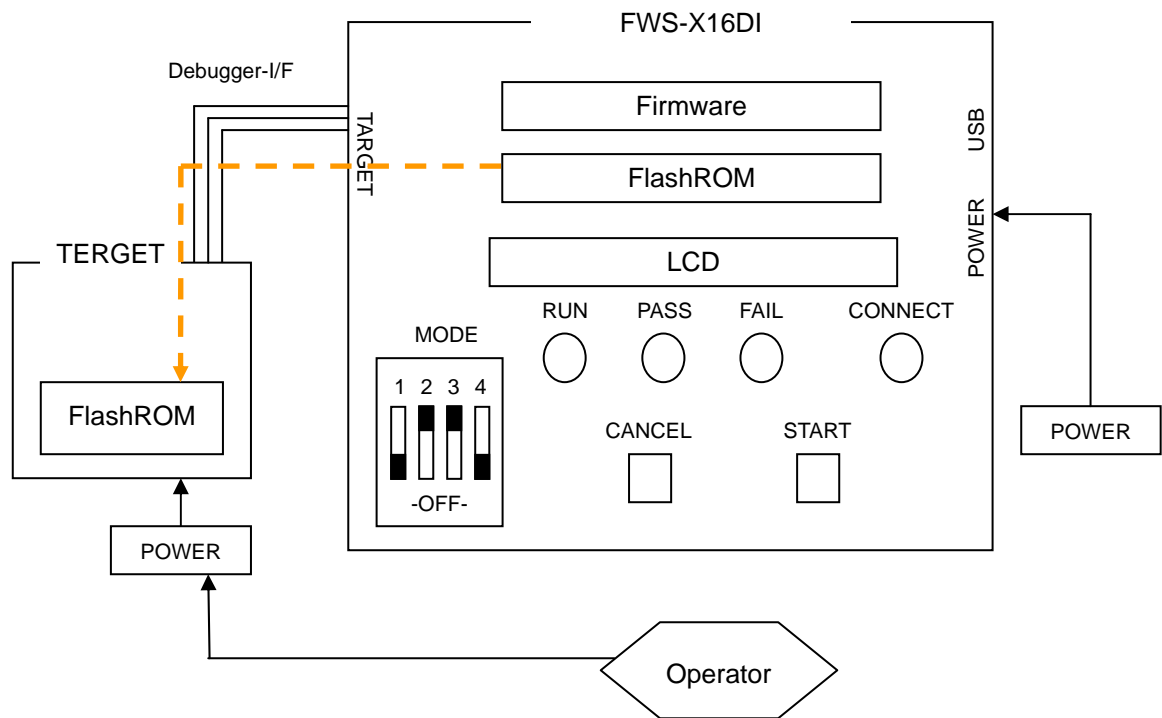 FWS-X16DI
Debugger-I/F
Firmware
USB
TARGET
FlashROM
POWER
TERGET
LCD
RUN PASS FAIL CONNECT
MODE
1 2 3 4
FlashROM
CANCEL START
POWER
-OFF-
POWER
Operator